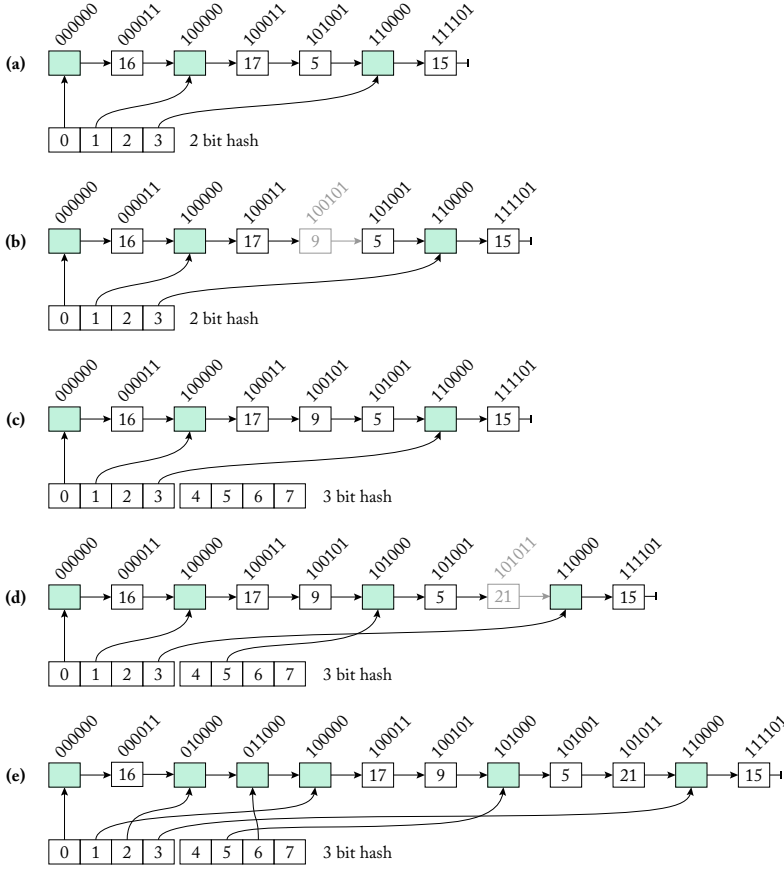 000000 000011 100000 100011 101001 110000 111101
(a) 16 17 5 15
0 1 2 3 2 bit hash
000000 000011 100000 100011 100101 101001 110000 111101
(b) 16 17 9 5 15
0 1 2 3 2 bit hash
000000 000011 100000 100011 100101 101001 110000 111101
(c) 16 17 9 5 15
0 1 2 3 4 5 6 7 3 bit hash
000000 000011 100000 100011 100101 101000 101001 101011 110000 111101
(d) 16 17 9 5 21 15
0 1 2 3 4 5 6 7 3 bit hash
000000 000011 010000 011000 100000 100011 100101 101000 101001 101011 110000 111101
(e) 16 17 9 5 21 15
0 1 2 3 4 5 6 7 3 bit hash